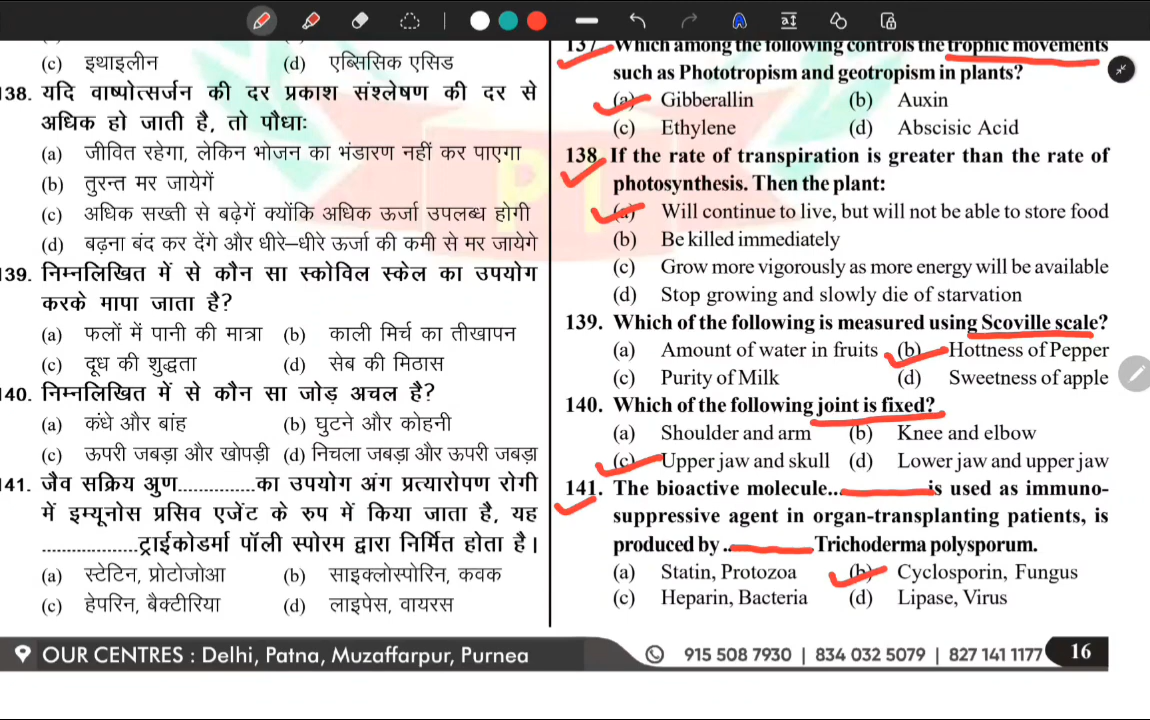 (c) इथाइलीन (d) एब्सिसिक एसिड
138. यदि वाष्पोत्सर्जन की दर प्रकाश संश्लेषण की दर से
अधिक हो जाती है, तो पौधाः
(a) जीवित रहेगा, लेकिन भोजन का भंडारण नहीं कर पाएगा
(b) तुरन्त मर जायेगें
(c) अधिक सख्ती से बढ़ेगें क्योंकि अधिक ऊर्जा उपलब्ध होगी
(d) बढ़ना बंद कर देंगे और धीरे–धीरे ऊर्जा की कमी से मर जायेगे
139. निम्नलिखित में से कौन सा स्कोविल स्केल का उपयोग
करके मापा जाता है?
(a) फलों में पानी की मात्रा (b) काली मिर्च का तीखापन
(c) दूध की शुद्धता (d) सेब की मिठास
140. निम्नलिखित में से कौन सा जोड़ अचल है?
(a) कंधे और बांह (b) घुटने और कोहनी
(c) ऊपरी जबड़ा और खोपड़ी (d) निचला जबड़ा और ऊपरी जबड़ा
141. जैव सक्रिय अुण..............का उपयोग अंग प्रत्यारोपण रोगी
में इम्यूनोस प्रसिव एजेंट के रुप में किया जाता है, यह
..................ट्राईकोडर्मा पॉली स्पोरम द्वारा निर्मित होता है।
(a) स्टेटिन, प्रोटोजोआ (b) साइक्लोस्पोरिन, कवक
(c) हेपरिन, बैक्टीरिया (d) लाइपेस, वायरस
137 Which among the following controls the trophic movements
such as Phototropism and geotropism in plants?
(a) Gibberallin (b) Auxin
(c) Ethylene (d) Abscisic Acid
138. If the rate of transpiration is greater than the rate of
photosynthesis. Then the plant:
(a) Will continue to live, but will not be able to store food
(b) Be killed immediately
(c) Grow more vigorously as more energy will be available
(d) Stop growing and slowly die of starvation
139. Which of the following is measured using Scoville scale?
(a) Amount of water in fruits (b) Hottness of Pepper
(c) Purity of Milk (d) Sweetness of apple
140. Which of the following joint is fixed?
(a) Shoulder and arm (b) Knee and elbow
(c) Upper jaw and skull (d) Lower jaw and upper jaw
141. The bioactive molecule.............is used as immuno-
suppressive agent in organ-transplanting patients, is
produced by ............Trichoderma polysporum.
(a) Statin, Protozoa (b) Cyclosporin, Fungus
(c) Heparin, Bacteria (d) Lipase, Virus
OUR CENTRES : Delhi, Patna, Muzaffarpur, Purnea
915 508 7930 | 834 032 5079 | 827 141 1177 16